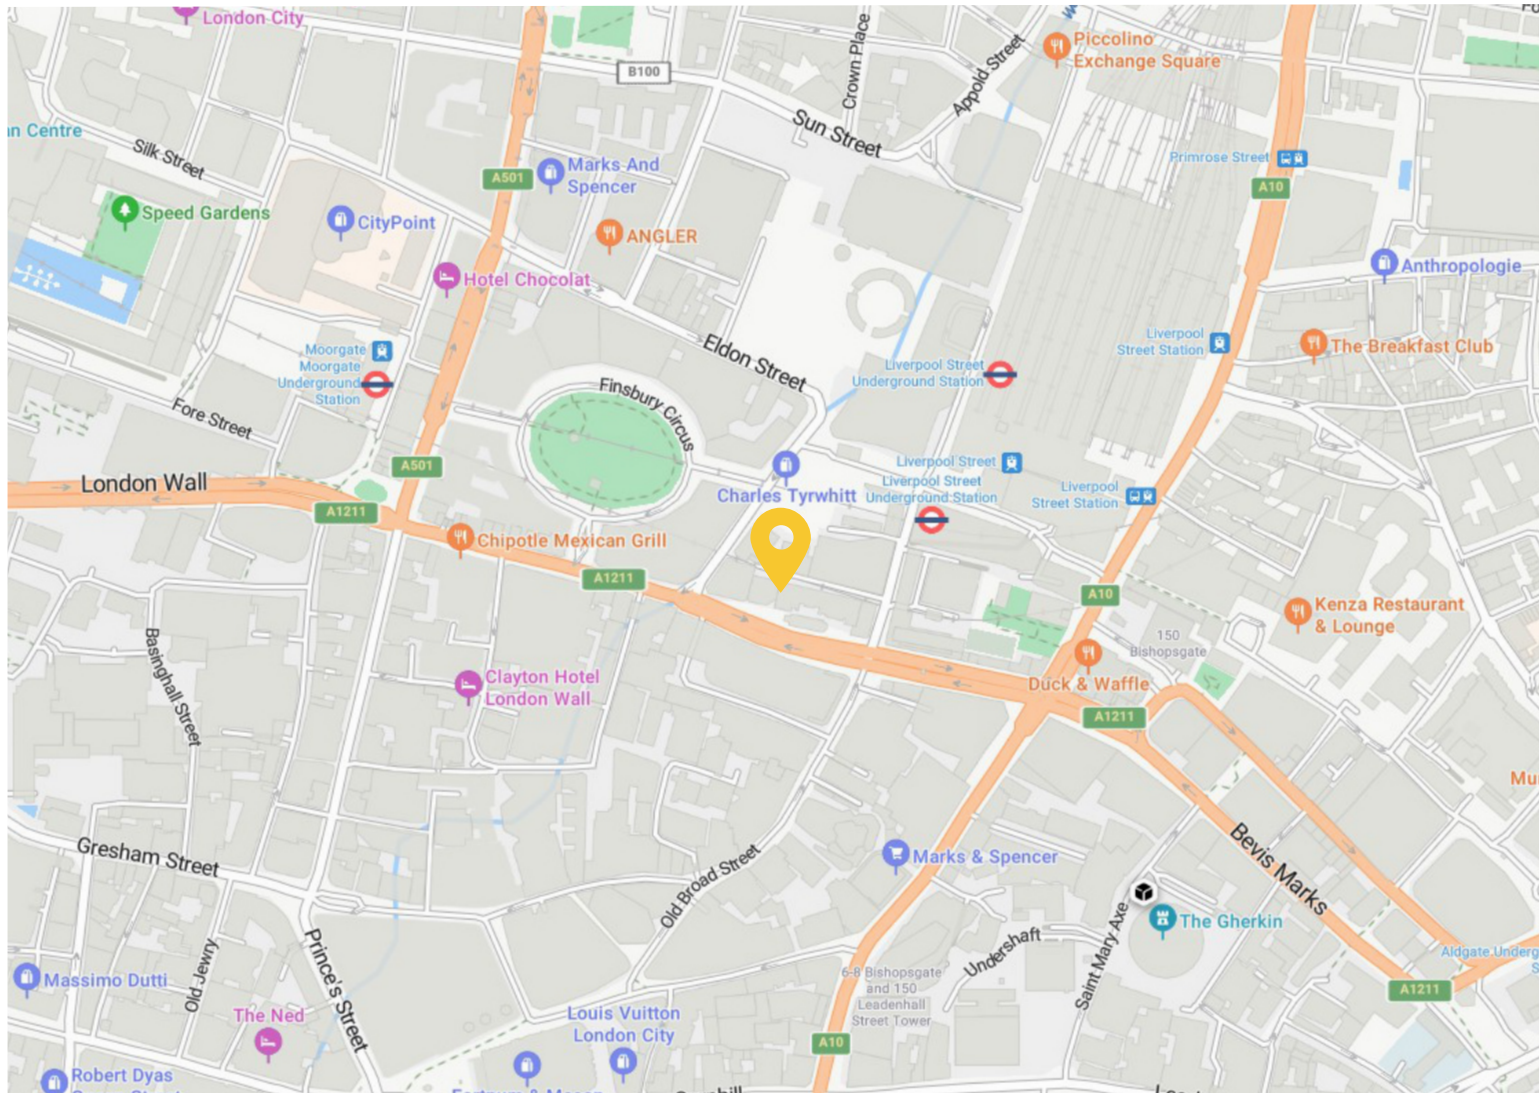 London City
Piccolino
Exchange Square
B100
Crown Place
Appold Street
Sun Street
an Centre
Silk Street
Marks And
Spencer
A501
Primrose Street
A10
Speed Gardens
CityPoint
ANGLER
Hotel Chocolat
Anthropologie
Moorgate
Moorgate
Underground
Station
Eldon Street
Liverpool
Street Station
The Breakfast Club
Liverpool Street
Underground Station
Finsbury Circus
Fore Street
London Wall
A501
Charles Tyrwhitt
Liverpool Street
Liverpool Street
Underground Station
Liverpool
Street Station
A1211
Chipotle Mexican Grill
A1211
A10
Kenza Restaurant
& Lounge
150
Bishopsgate
Basinghall Street
Clayton Hotel
London Wall
Duck & Waffle
A1211
Gresham Street
Old Broad Street
Marks & Spencer
Bevis Marks
The Gherkin
Saint Mary Axe
Undershaft
Aldgate Underg
Massimo Dutti
Old Jewry
Prince's Street
6-8 Bishopsgate
and 150
Leadenhall
Street Tower
A1211
The Ned
Louis Vuitton
London City
A10
Robert Dyas